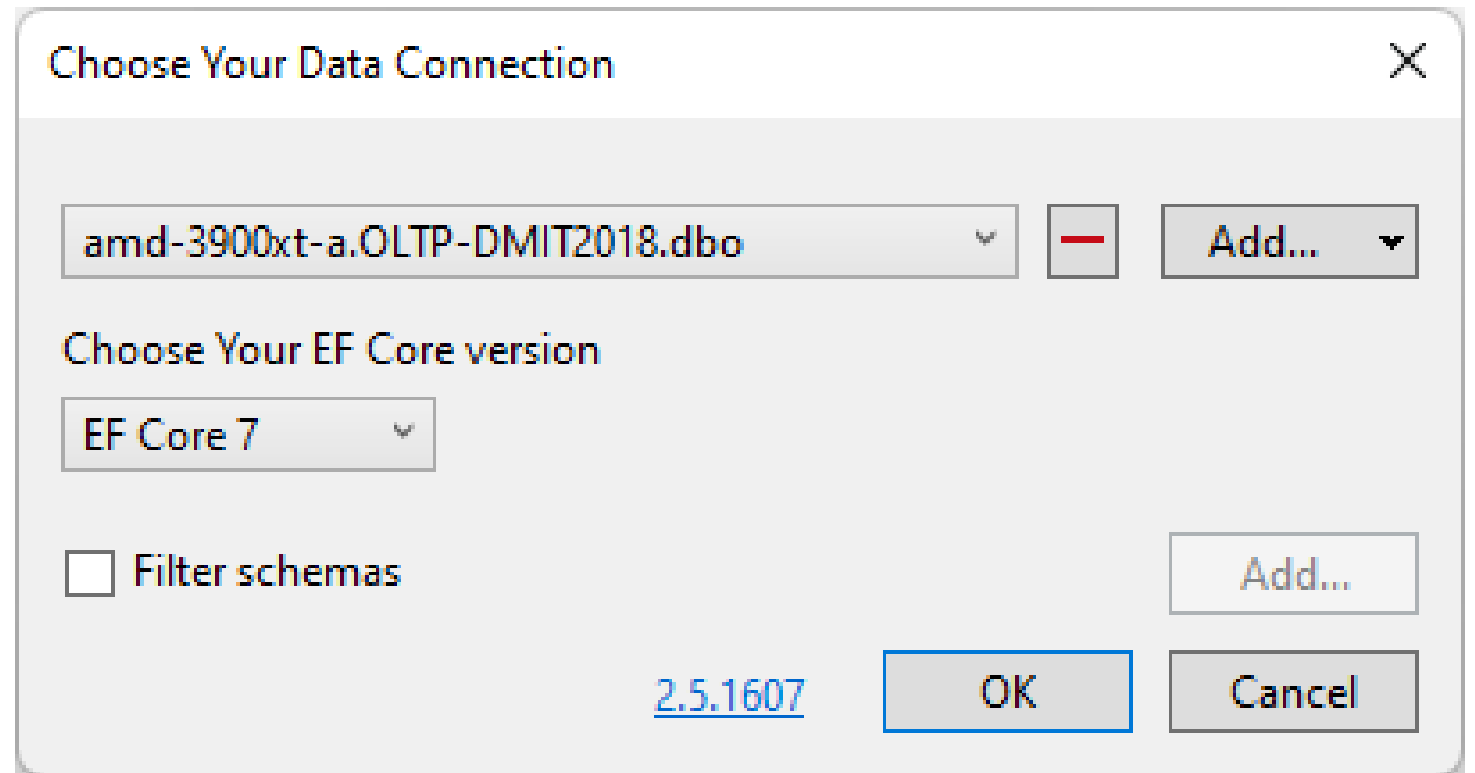 Choose Your Data Connection
amd-3900xt-a.OLTP-DMIT2018.dbo Add...
Choose Your EF Core version
EF Core 7
Filter schemas Add...
2.5.1607 OK Cancel